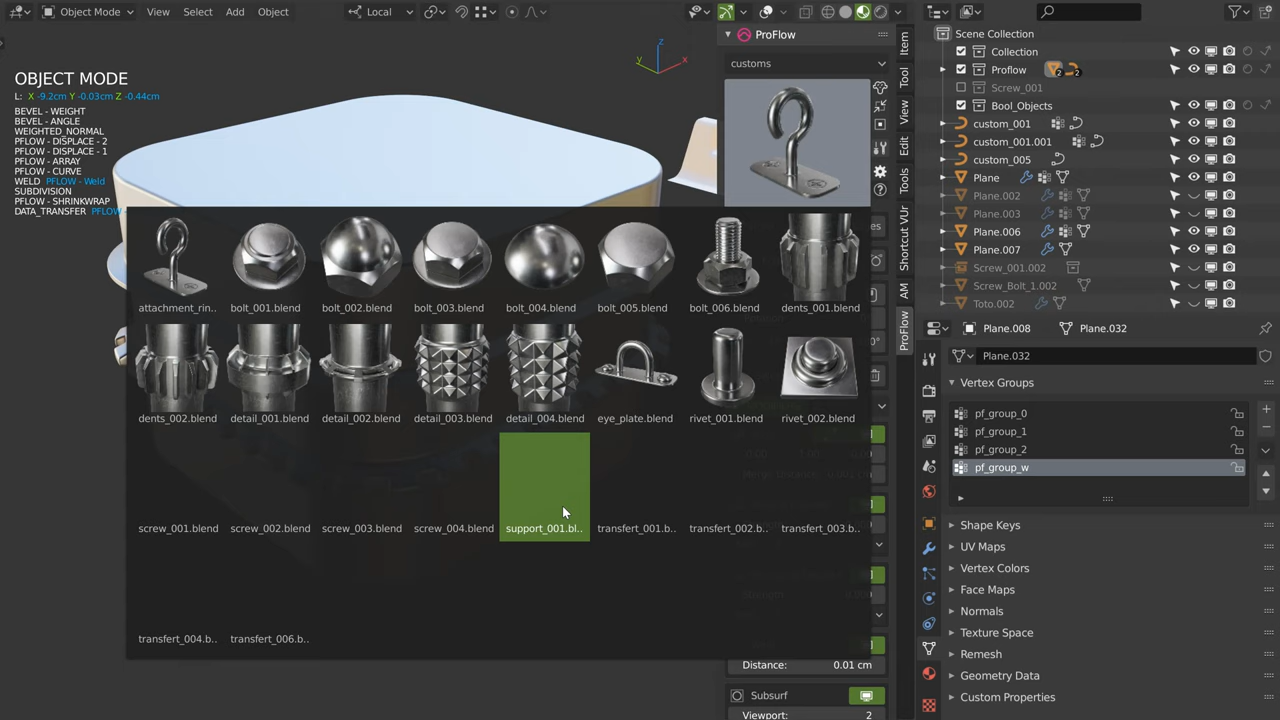 Object Mode
View
Select
Add
Object
Local
OBJECT MODE
L: X -9.2cm Y -0.03cm Z -0.44cm
BEVEL - WEIGHT
BEVEL - ANGLE
WEIGHTED_NORMAL
PFLOW - DISPLACE - 2
PFLOW - DISPLACE - 1
PFLOW - ARRAY
PFLOW - CURVE
WELD PFLOW - Weld
SUBDIVISION
PFLOW - SHRINKWRAP
DATA_TRANSFER PFLOW
z
y
x
attachment_rin..
bolt_001.blend
bolt_002.blend
bolt_003.blend
bolt_004.blend
bolt_005.blend
bolt_006.blend
dents_001.blend
dents_002.blend
detail_001.blend
detail_002.blend
detail_003.blend
detail_004.blend
eye_plate.blend
rivet_001.blend
rivet_002.blend
screw_001.blend
screw_002.blend
screw_003.blend
screw_004.blend
support_001.bl..
transfert_001.b..
transfert_002.b..
transfert_003.b..
transfert_004.b..
transfert_006.b..
ProFlow
customs
Distance: 0.01 cm
Subsurf
Viewport: 2
Item
Tool
View
Edit
Tools
Shortcut VUr
AM
ProFlow
Scene Collection
Collection
Proflow 2 2
Screw_001
Bool_Objects
custom_001
custom_001.001
custom_005
Plane
Plane.002
Plane.003
Plane.006
Plane.007
Screw_001.002
Screw_Bolt_1.002
Toto.002
Plane.008
Plane.032
Plane.032
Vertex Groups
pf_group_0
pf_group_1
pf_group_2
pf_group_w
Shape Keys
UV Maps
Vertex Colors
Face Maps
Normals
Texture Space
Remesh
Geometry Data
Custom Properties